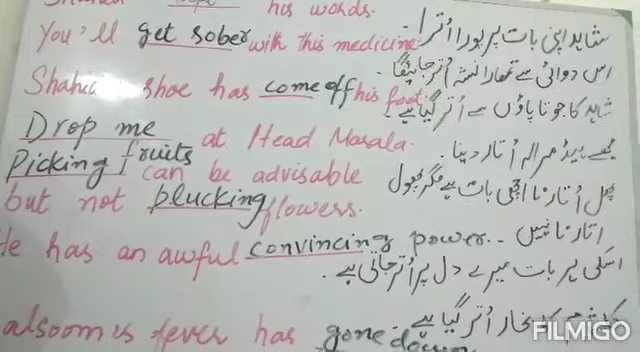 his words.
شاہد اپنی بات پر پورا اُترا۔
You'll get sober with this medicine.
اس دوائی سے تمھارا نشہ اُتر جائیگا
Shahid's shoe has come off his foot.
شاہد کا جوتا پاؤں سے اُتر گیا ہے۔
Drop me at Head Marala.
مجھے ہیڈ مرالہ اُتار دینا۔
Picking fruits can be advisable
پھل اُتارنا اچھی بات ہے مگر پھول
but not plucking flowers.
اتارنا نہیں۔۔
He has an awful convincing power.
اسکی ہر بات میرے دل پر اُتر جاتی ہے۔
fever has gone down
کا بخار اُتر گیا ہے
FILMIGO